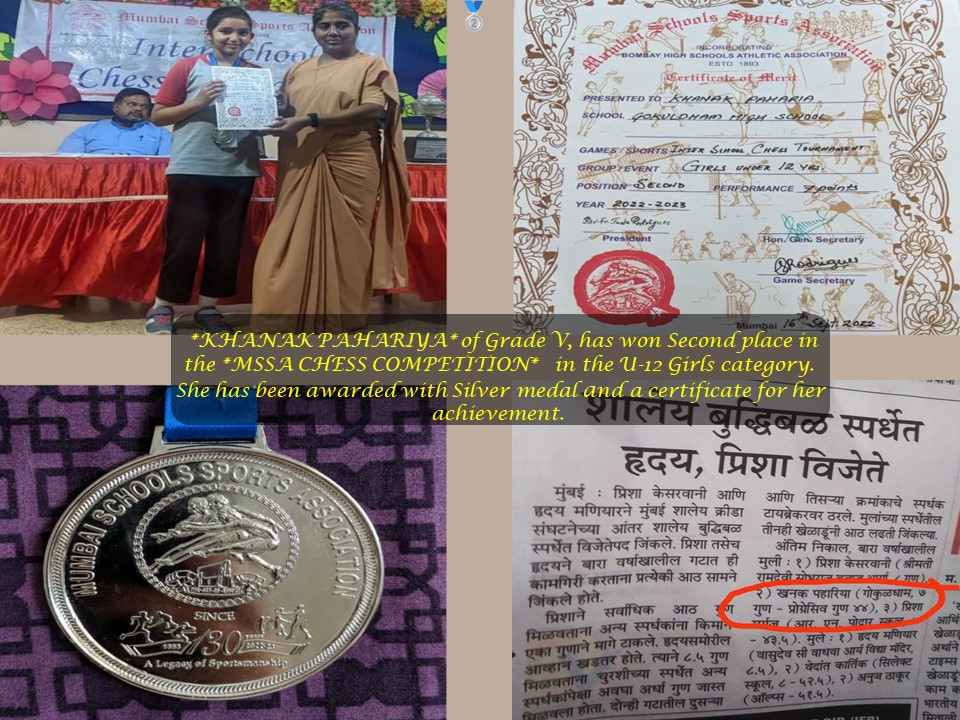 Mumbai Schools Sports Association
Inter School
Chess
Mumbai Schools Sports Association
INCORPORATING
BOMBAY HIGH SCHOOLS ATHLETIC ASSOCIATION
ESTD. 1893
Certificate of Merit
PRESENTED TO KHANAK PAHARIA
SCHOOL GOKULDHAM HIGH SCHOOL
GAMES / SPORTS INTER SCHOOL CHESS TOURNAMENT
GROUP / EVENT GIRLS UNDER 12 YRS.
POSITION SECOND PERFORMANCE 7 points
YEAR 2022-2023
President
Hon. Gen. Secretary
Game Secretary
Mumbai 16th Sept. 2022
*KHANAK PAHARIYA* of Grade V, has won Second place in
the *MSSA CHESS COMPETITION* in the U-12 Girls category.
She has been awarded with Silver medal and a certificate for her
achievement.
MUMBAI SCHOOLS SPORTS ASSOCIATION
SINCE
130 YEARS
1893
A Legacy of Sportsmanship
शालेय बुद्धिबळ स्पर्धेत
हृदय, प्रिशा विजेते
मुंबई : प्रिशा केसरवानी आणि
हृदय मणियारने मुंबई शालेय क्रीडा
संघटनेच्या आंतर शालेय बुद्धिबळ
स्पर्धेत विजेतेपद जिंकले. प्रिशा तसेच
हृदयने बारा वर्षाखालील गटात ही
कामगिरी करताना प्रत्येकी आठ सामने
जिंकले होते.
प्रिशाने सर्वाधिक आठ गुण
मिळवताना अन्य स्पर्धकांना किमान
एका गुणाने मागे टाकले. हृदयसमोरील
आव्हान खडतर होते. त्याने ८.५ गुण
मिळवताना चुरशीच्या स्पर्धेत अन्य
स्पर्धकांपेक्षा अवघा अर्धा गुण जास्त
मिळवला होता. दोन्ही गटातील दुसऱ्या
आणि तिसऱ्या क्रमांकाचे स्पर्धक
टायब्रेकरवर ठरले. मुलांच्या स्पर्धेतील
तीनही खेळाडूंनी आठ लढती जिंकल्या.
अंतिम निकाल, बारा वर्षाखालील
मुली : १) प्रिशा केसरवानी (श्रीमती
२) खनक पहारिया (गोकुळधाम, ७
गुण - प्रोग्रेसिव गुण ४४), ३) प्रिशा
(आर. एन. पोदार स्कूल
- ४३.५). मुले : १) हृदय मणियार
(वासुदेव सी वाधवा आर्य विद्या मंदिर,
८.५), २) वेदांत कार्तिक (सिलेक्ट
स्कूल, ८ - ५२.५), २) अनुज ठाकूर
(ऑल्प्स - ५१.५).